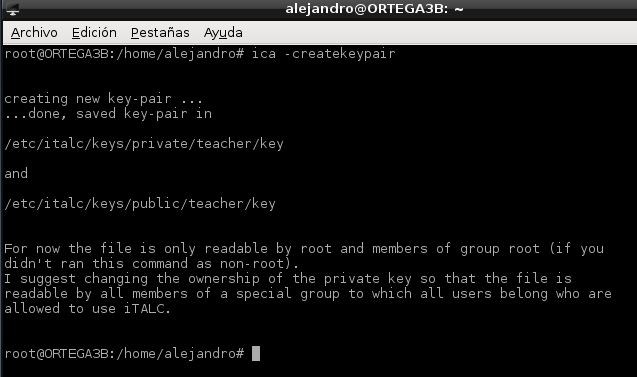 alejandro@ORTEGA3B: ~
Archivo Edición Pestañas Ayuda
root@ORTEGA3B:/home/alejandro# ica -createkeypair
creating new key-pair ...
...done, saved key-pair in
/etc/italc/keys/private/teacher/key
and
/etc/italc/keys/public/teacher/key
For now the file is only readable by root and members of group root (if you
didn't ran this command as non-root).
I suggest changing the ownership of the private key so that the file is
readable by all members of a special group to which all users belong who are
allowed to use iTALC.
root@ORTEGA3B:/home/alejandro#